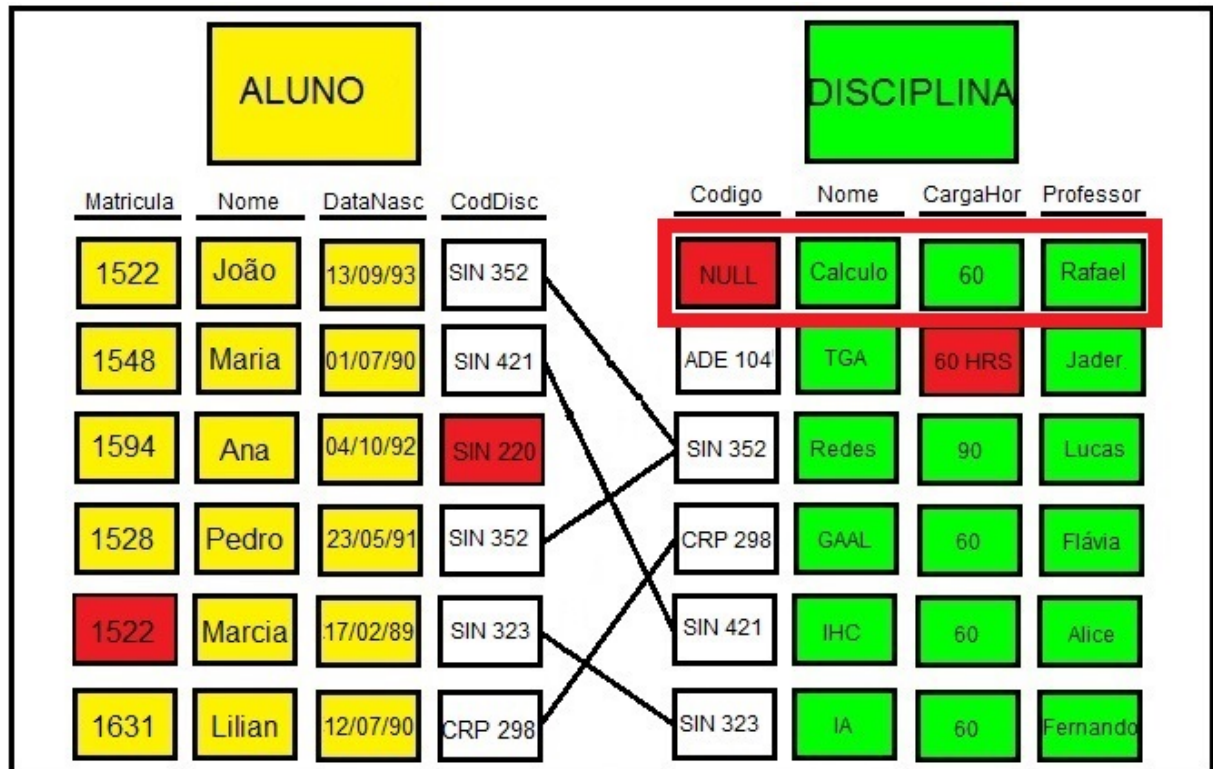 ALUNO
DISCIPLINA
Matricula Nome DataNasc CodDisc
Codigo Nome CargaHor Professor
1522 João 13/09/93 SIN 352
NULL Calculo 60 Rafael
1548 Maria 01/07/90 SIN 421
ADE 104 TGA 60 HRS Jader.
1594 Ana 04/10/92 SIN 220
SIN 352 Redes 90 Lucas
1528 Pedro 23/05/91 SIN 352
CRP 298 GAAL 60 Flávia
1522 Marcia 17/02/89 SIN 323
SIN 421 IHC 60 Alice
1631 Lilian 12/07/90 CRP 298
SIN 323 IA 60 Fernando